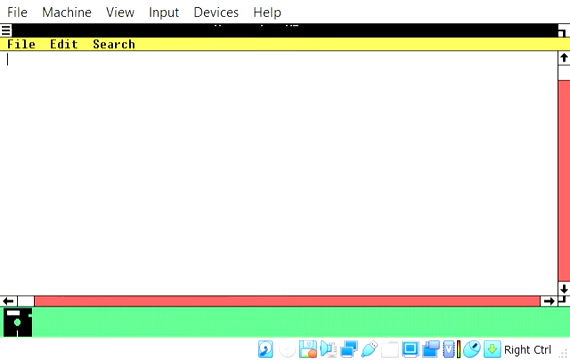 File Machine View Input Devices Help
File Edit Search
Right Ctrl